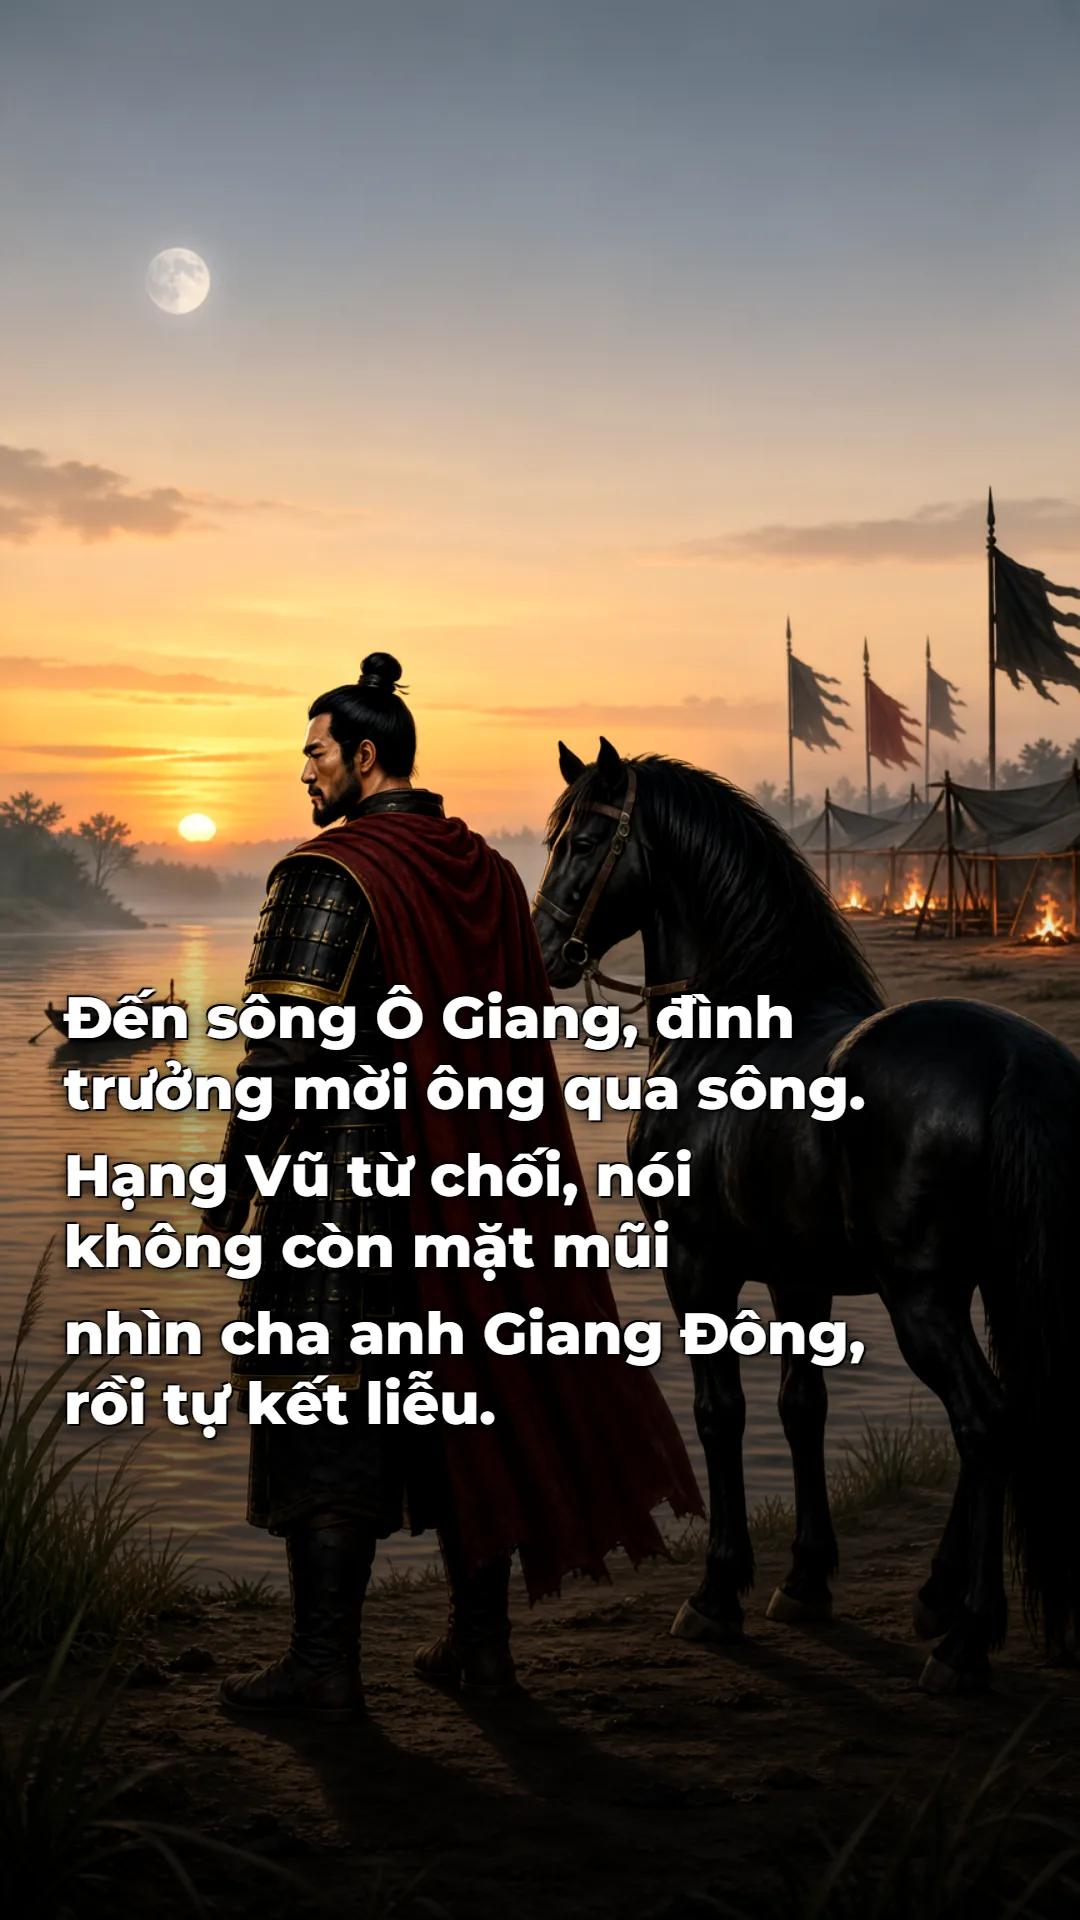 Đến sông Ô Giang, đình
trưởng mời ông qua sông.
Hạng Vũ từ chối, nói
không còn mặt mũi
nhìn cha anh Giang Đông,
rồi tự kết liễu.